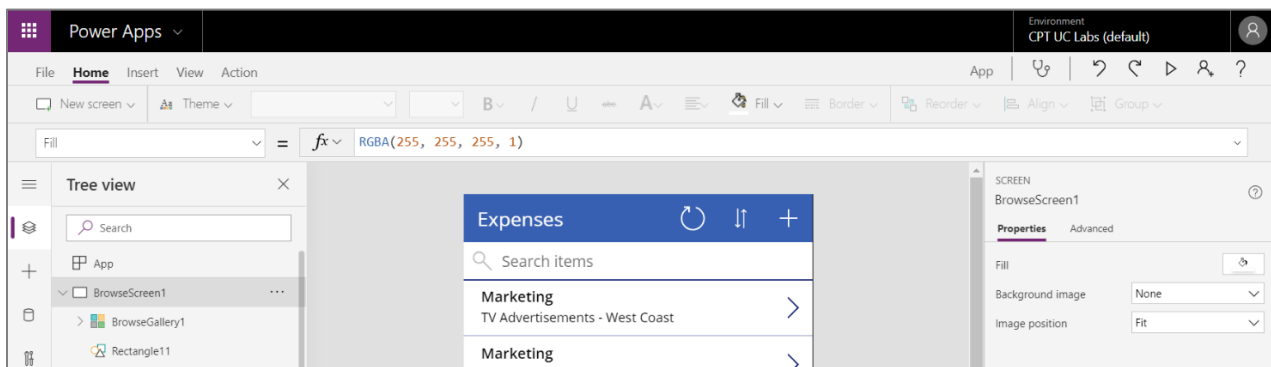 Power Apps
Environment
CPT UC Labs (default)
File Home Insert View Action App ?
New screen Theme B / U abc A Fill Border Reorder Align Group
Fill = fx RGBA(255, 255, 255, 1)
Tree view
Search
App
BrowseScreen1 ...
BrowseGallery1
Rectangle11
Expenses
Search items
Marketing
TV Advertisements - West Coast
Marketing
SCREEN
BrowseScreen1
Properties Advanced
Fill
Background image None
Image position Fit